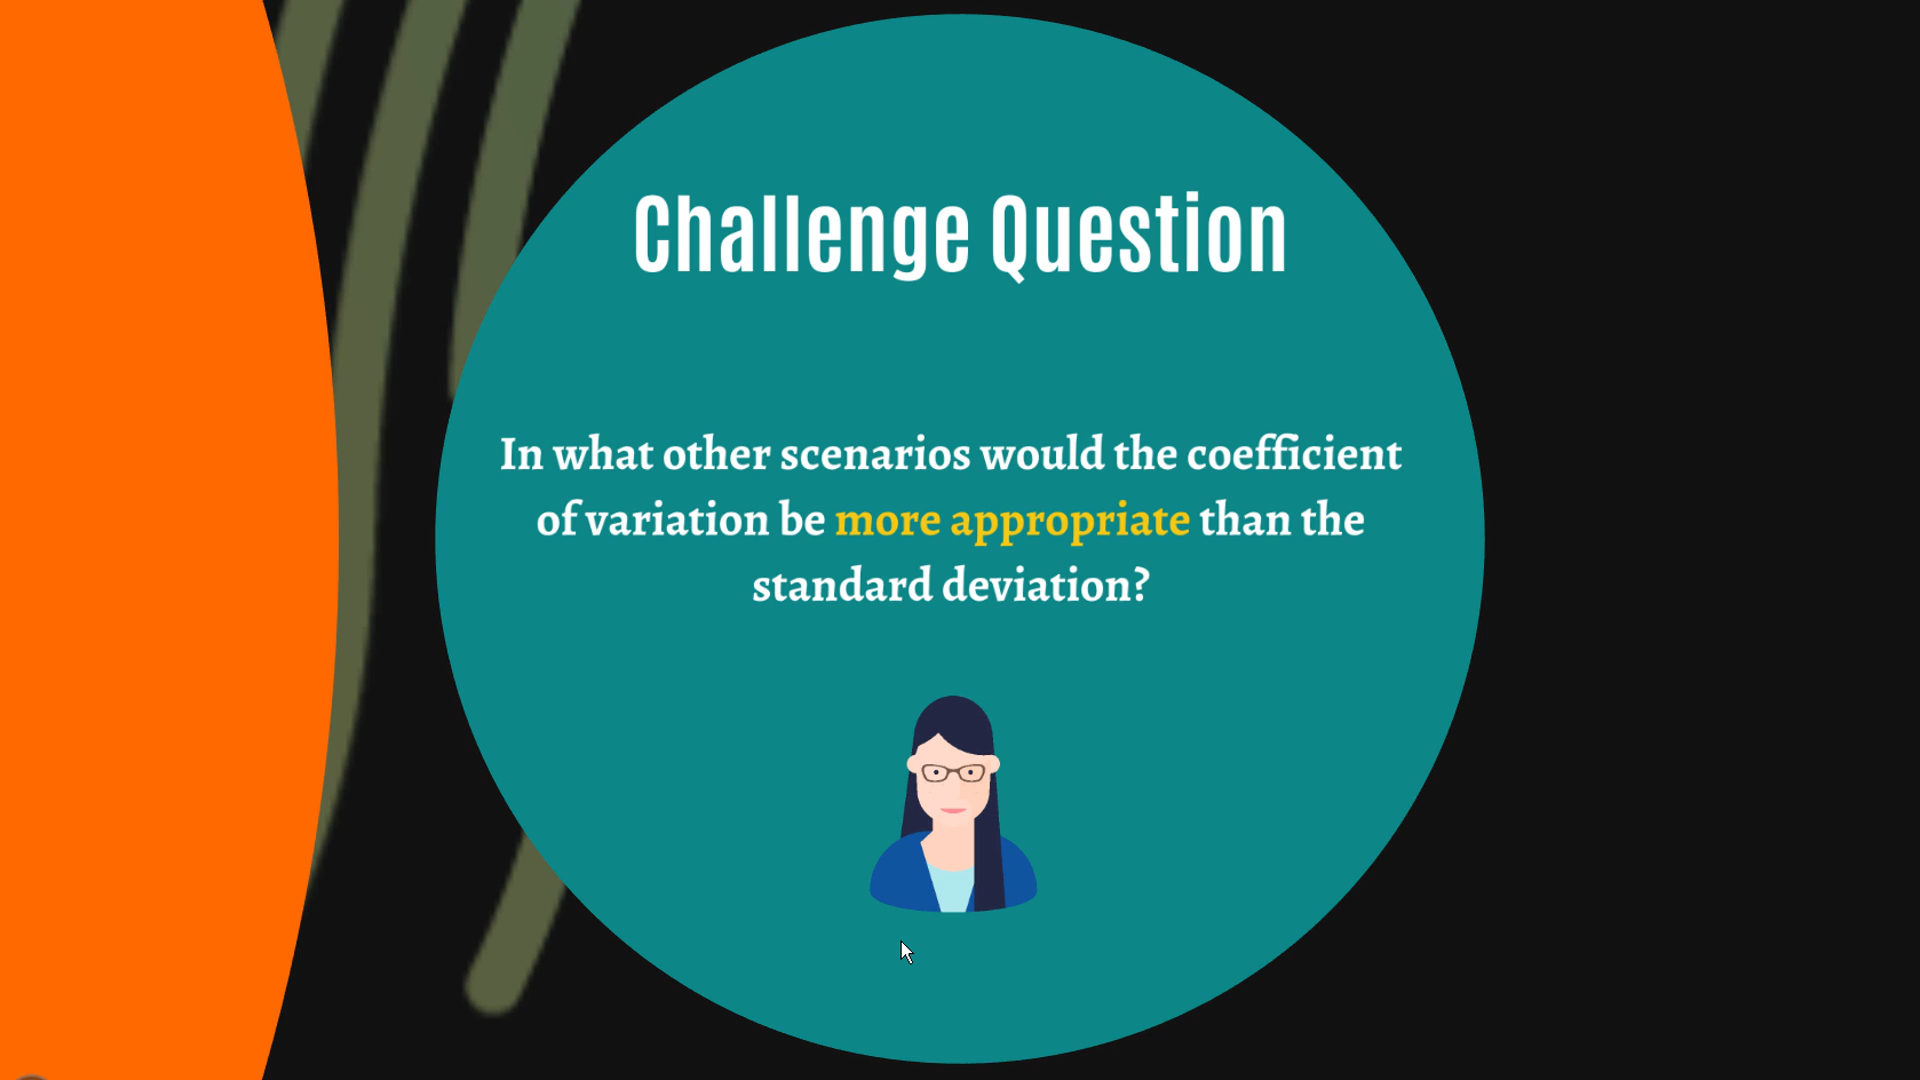 Challenge Question
In what other scenarios would the coefficient
of variation be more appropriate than the
standard deviation?